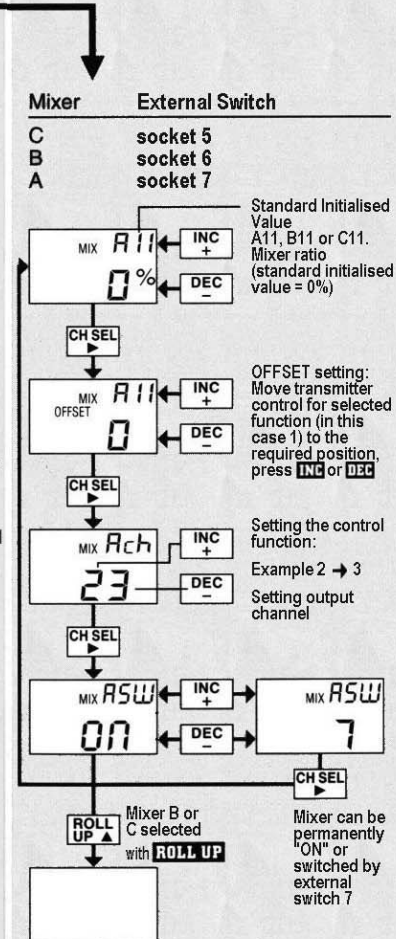 Mixer External Switch
C socket 5
B socket 6
A socket 7
Standard Initialised
Value
A11, B11 or C11.
Mixer ratio
(standard initialised
value = 0%)
MIX A11
0%
INC
+
DEC
–
CH SEL
▶
OFFSET setting:
Move transmitter
control for selected
function (in this
case 1) to the
required position,
press INC or DEC
MIX A11
OFFSET
0
INC
+
DEC
–
CH SEL
▶
Setting the control
function:
Example 2 → 3
Setting output
channel
MIX Ach
23
INC
+
DEC
–
CH SEL
▶
MIX ASW
ON
INC
+
DEC
–
MIX ASW
7
CH SEL
▶
ROLL
UP ▲
Mixer B or
C selected
with ROLL UP
Mixer can be
permanently
"ON" or
switched by
external
switch 7